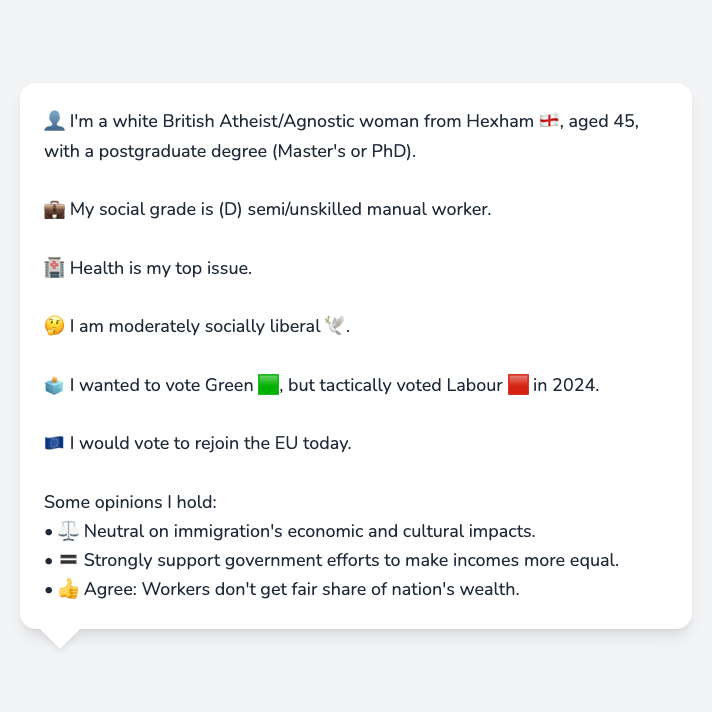 👤 I'm a white British Atheist/Agnostic woman from Hexham 🏴󠁧󠁢󠁥󠁮󠁧󠁿, aged 45,
with a postgraduate degree (Master's or PhD).
💼 My social grade is (D) semi/unskilled manual worker.
🏥 Health is my top issue.
🤔 I am moderately socially liberal 🕊️.
🗳️ I wanted to vote Green 🟩, but tactically voted Labour 🟥 in 2024.
🇪🇺 I would vote to rejoin the EU today.
Some opinions I hold:
• ⚖️ Neutral on immigration's economic and cultural impacts.
• 🟰 Strongly support government efforts to make incomes more equal.
• 👍 Agree: Workers don't get fair share of nation's wealth.